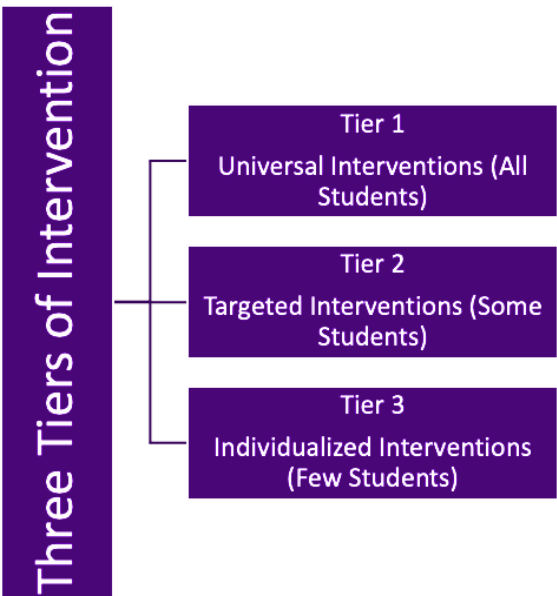 Three Tiers of Intervention
Tier 1
Universal Interventions (All
Students)
Tier 2
Targeted Interventions (Some
Students)
Tier 3
Individualized Interventions
(Few Students)